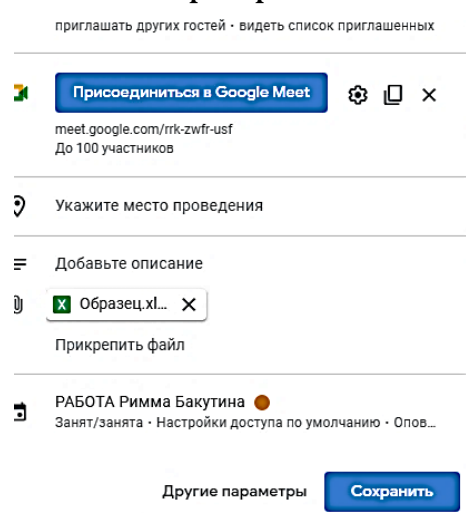 приглашать других гостей · видеть список приглашенных
Присоединиться в Google Meet
meet.google.com/rrk-zwfr-usf
До 100 участников
Укажите место проведения
Добавьте описание
Образец.xl...
Прикрепить файл
РАБОТА Римма Бакутина
Занят/занята · Настройки доступа по умолчанию · Опов...
Другие параметры Сохранить